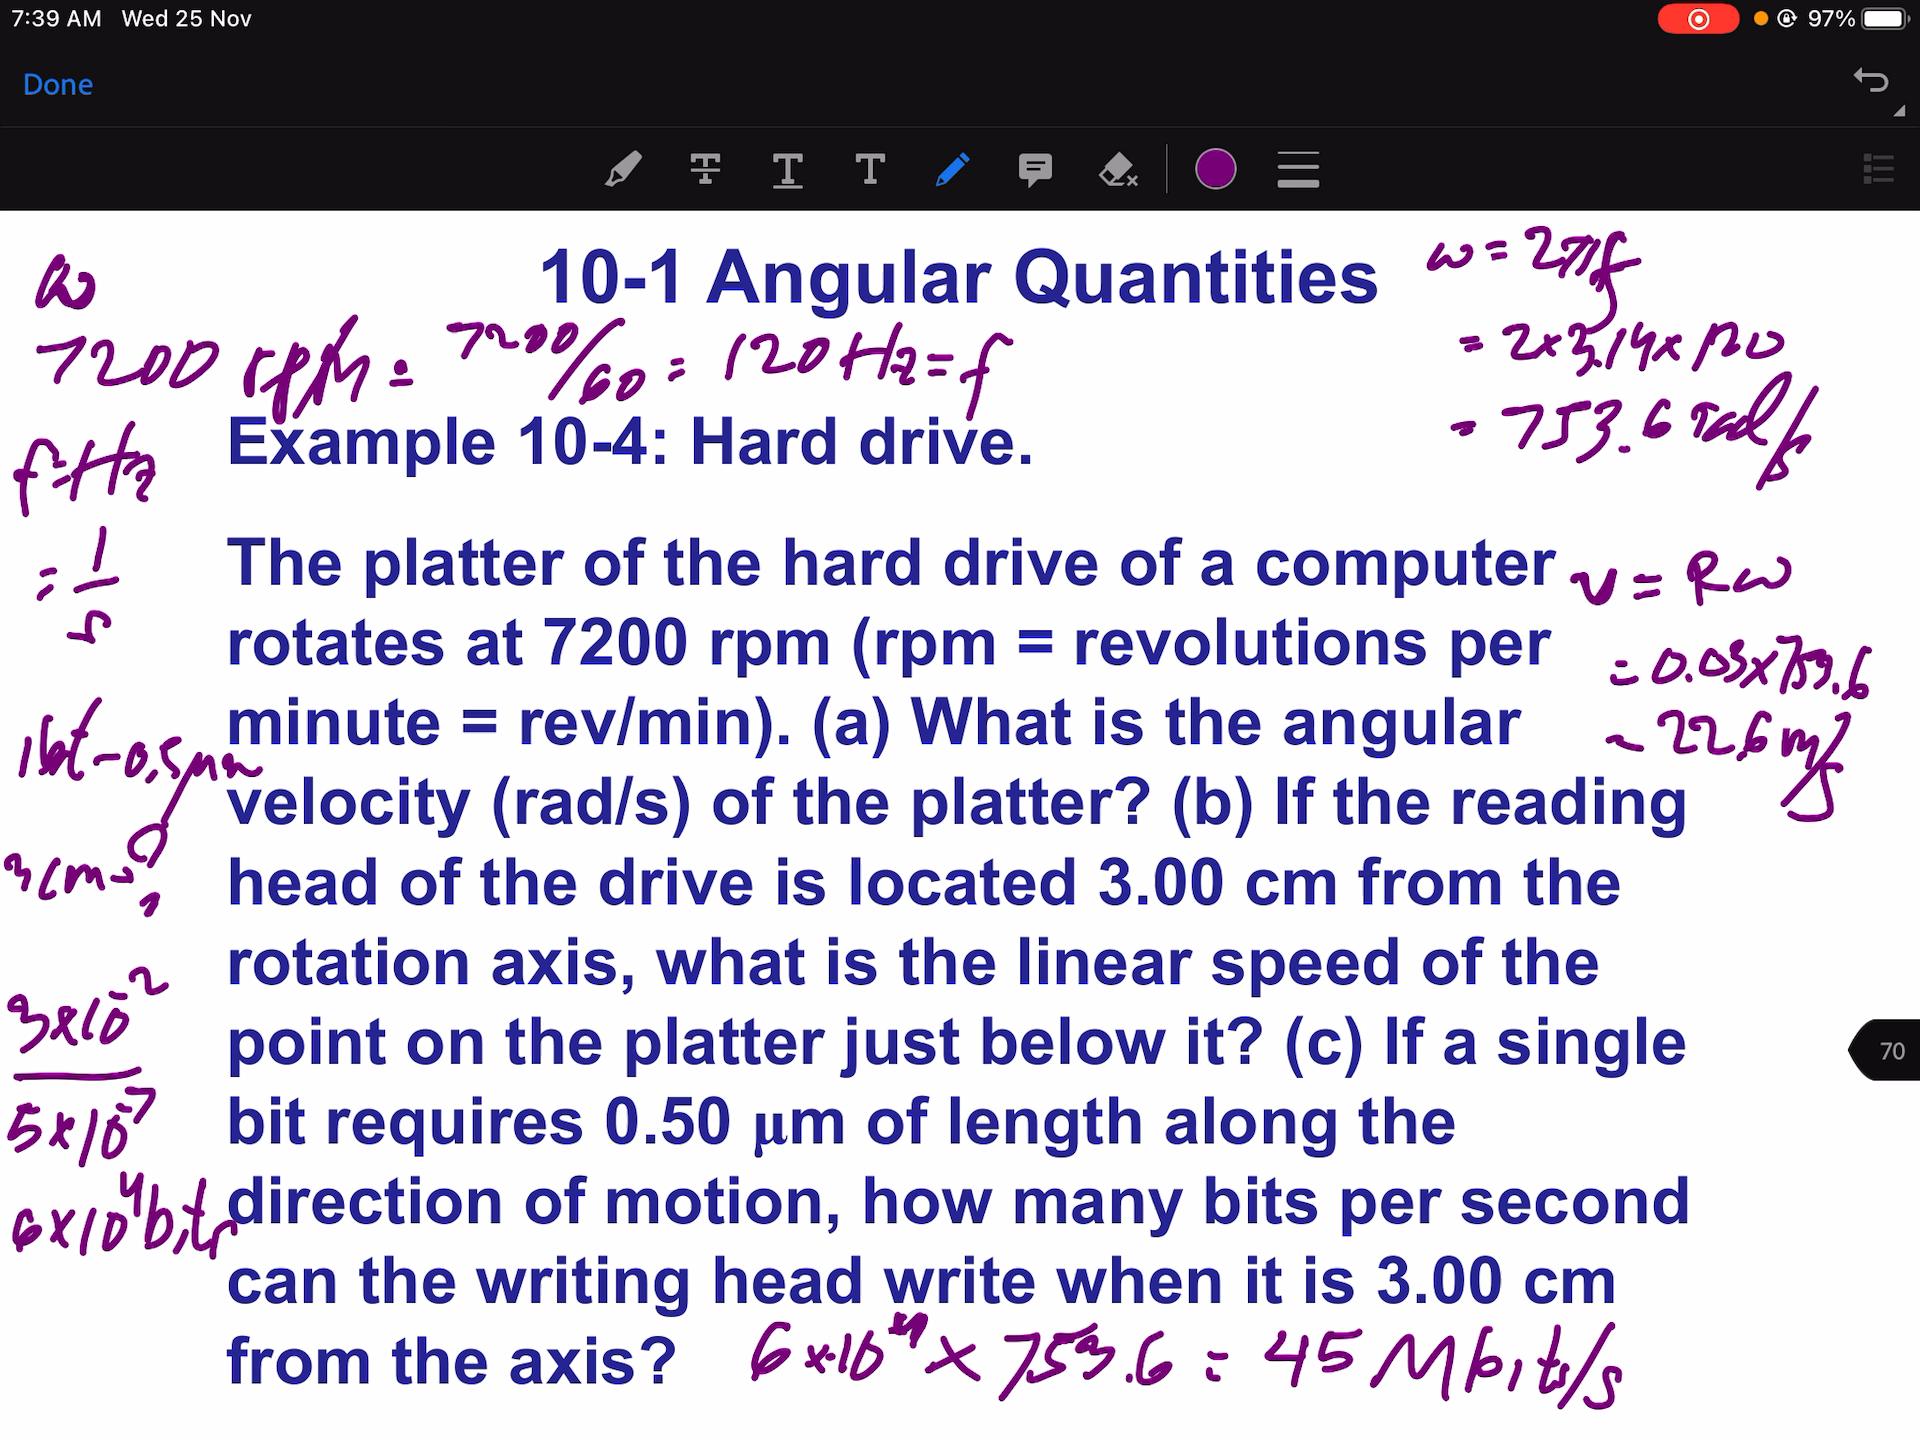 7:39 AM Wed 25 Nov
97%
Done
10-1 Angular Quantities
ω
7200 rpm = 7200/60 = 120 Hz = f
ω = 2πf
= 2×3.14×120
= 753.6 rad/s
f=Hz
= 1/s
Example 10-4: Hard drive.
The platter of the hard drive of a computer
rotates at 7200 rpm (rpm = revolutions per
minute = rev/min). (a) What is the angular
velocity (rad/s) of the platter? (b) If the reading
head of the drive is located 3.00 cm from the
rotation axis, what is the linear speed of the
point on the platter just below it? (c) If a single
bit requires 0.50 μm of length along the
direction of motion, how many bits per second
can the writing head write when it is 3.00 cm
from the axis?
v = Rω
= 0.03×753.6
= 22.6 m/s
1bit - 0.5μm
3cm - ?
3×10⁻²
5×10⁻⁷
6×10⁴ bits
6×10⁴ × 753.6 = 45 Mbits/s
70